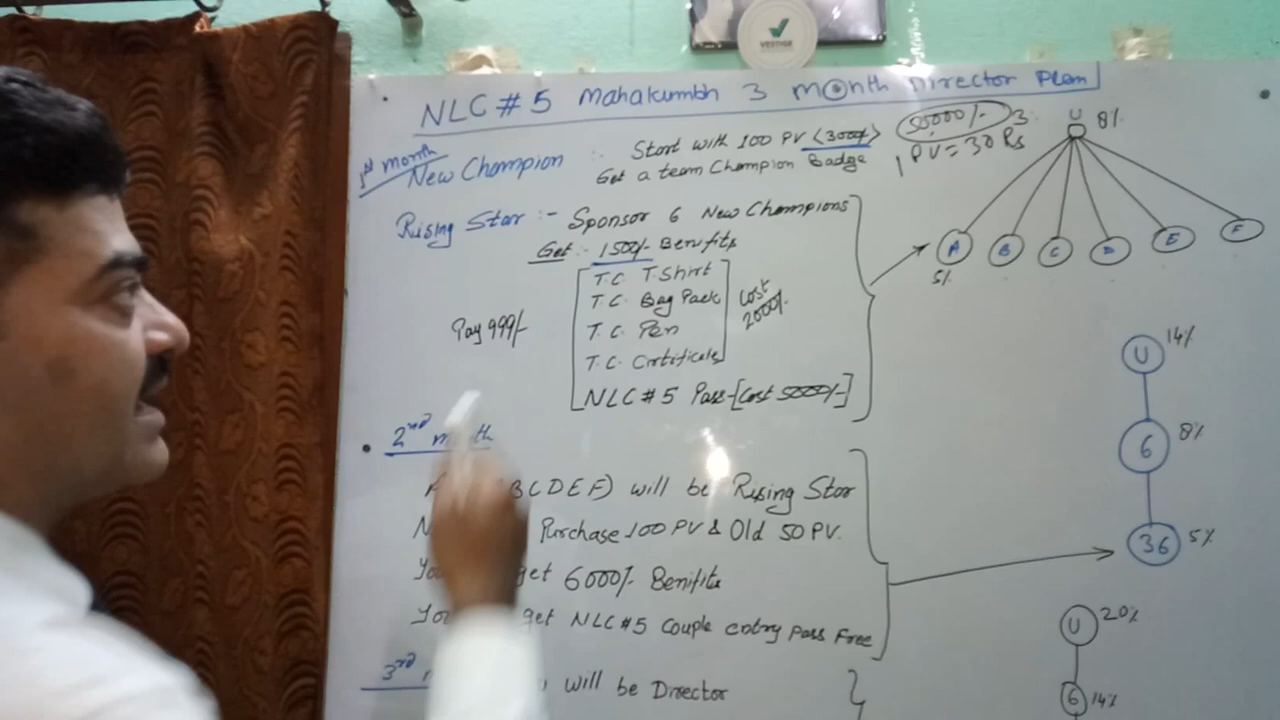 VESTIGE
NLC # 5 Mahakumbh 3 month Director Plan
1st month
New Champion :- Start with 100 PV <3000/->
Get a team Champion Badge
50000/-
1 PV = 30 Rs
Rising Star :- Sponsor 6 New Champions
Get :- 1500/- Benifits
T.C. T.Shirt
T.C. Bag Pack
T.C. Pen
T.C. Crtificate
Cost 2000/-
Pay 999/-
NLC # 5 Pass-[Cost 5000/-]
U 8%
A B C D E F
5%
2nd month
BCDEF) will be Rising Star
Purchase 100 PV & Old 50 PV.
get 6000/- Benifits
get NLC #5 Couple entry Pass Free
U 14%
6 8%
36 5%
3rd
will be Director
U 20%
6 14%